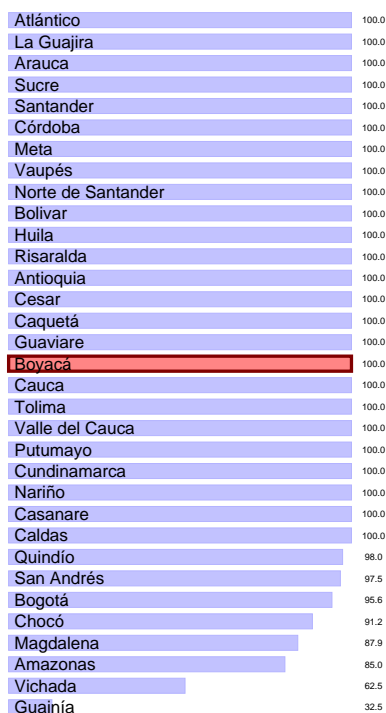 Atlántico 100.0
La Guajira 100.0
Arauca 100.0
Sucre 100.0
Santander 100.0
Córdoba 100.0
Meta 100.0
Vaupés 100.0
Norte de Santander 100.0
Bolivar 100.0
Huila 100.0
Risaralda 100.0
Antioquia 100.0
Cesar 100.0
Caquetá 100.0
Guaviare 100.0
Boyacá 100.0
Cauca 100.0
Tolima 100.0
Valle del Cauca 100.0
Putumayo 100.0
Cundinamarca 100.0
Nariño 100.0
Casanare 100.0
Caldas 100.0
Quindío 98.0
San Andrés 97.5
Bogotá 95.6
Chocó 91.2
Magdalena 87.9
Amazonas 85.0
Vichada 62.5
Guainía 32.5